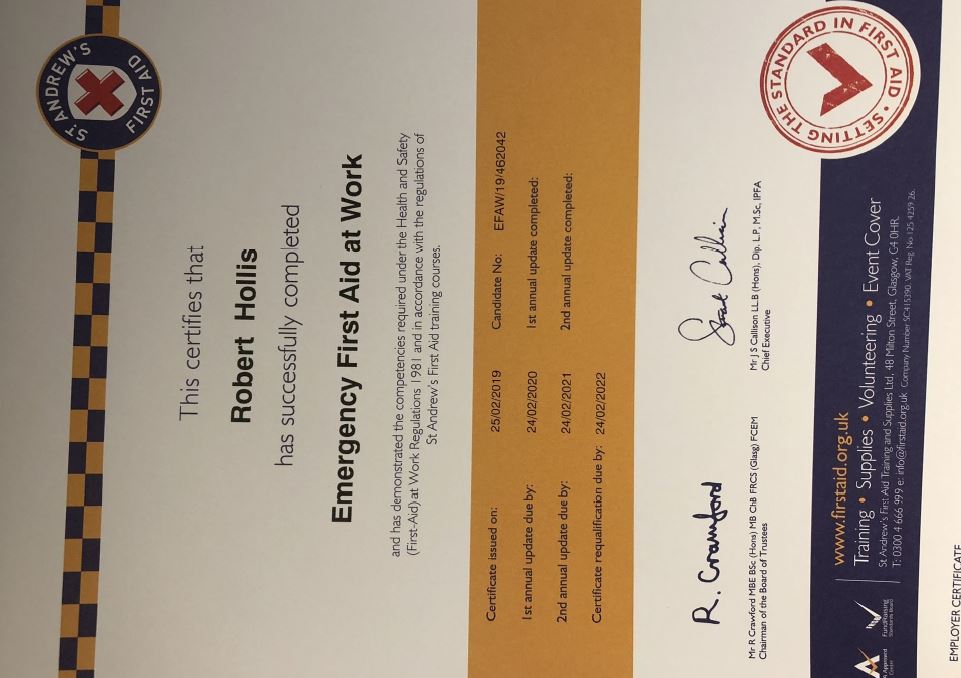 ST. ANDREW'S
FIRST AID
This certifies that
Robert Hollis
has successfully completed
Emergency First Aid at Work
and has demonstrated the competencies required under the Health and Safety
(First-Aid) at Work Regulations 1981 and in accordance with the regulations of
St Andrew's First Aid training courses.
Certificate issued on: 25/02/2019 Candidate No: EFAW/19/462042
1st annual update due by: 24/02/2020 1st annual update completed:
2nd annual update due by: 24/02/2021 2nd annual update completed:
Certificate requalification due by: 24/02/2022
R. Crawford
Mr R Crawford MBE BSc (Hons) MB ChB FRCS (Glasg) FCEM
Chairman of the Board of Trustees
Mr J S Callison LL.B (Hons), Dip. L.P, M.Sc, IPFA
Chief Executive
SETTING THE STANDARD IN FIRST AID •
www.firstaid.org.uk
Training • Supplies • Volunteering • Event Cover
St Andrew's First Aid Training and Supplies Ltd, 48 Milton Street, Glasgow, G4 0HR.
T: 0300 4 666 999 e: info@firstaid.org.uk Company Number SC415390. VAT Reg. No 125 4259 26.
Approved
Centre
FundRaising
Standards Board
EMPLOYER CERTIFICATE